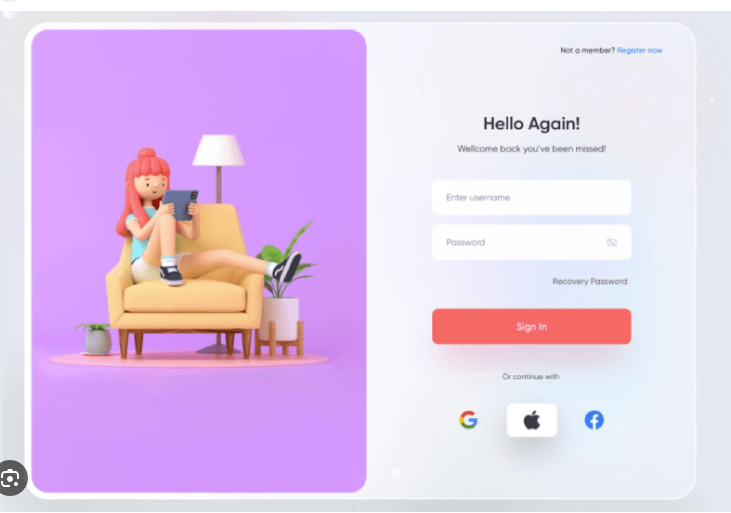 Not a member? Register now
Hello Again!
Wellcome back you've been missed!
Enter username
Password
Recovery Password
Sign In
Or continue with